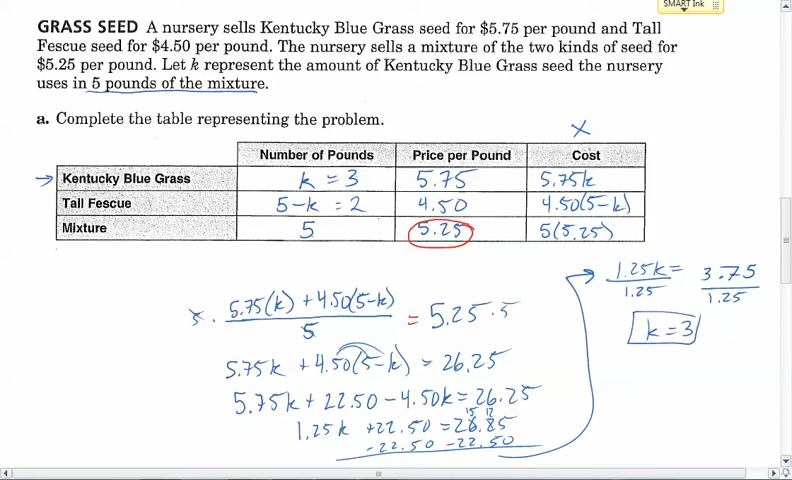 SMART Ink
GRASS SEED A nursery sells Kentucky Blue Grass seed for $5.75 per pound and Tall
Fescue seed for $4.50 per pound. The nursery sells a mixture of the two kinds of seed for
$5.25 per pound. Let k represent the amount of Kentucky Blue Grass seed the nursery
uses in 5 pounds of the mixture.
a. Complete the table representing the problem.
x
Number of Pounds Price per Pound Cost
→ Kentucky Blue Grass k = 3 5.75 5.75k
Tall Fescue 5-k = 2 4.50 4.50(5-k)
Mixture 5 5.25 5(5.25)
5 · 5.75(k) + 4.50(5-k) / 5 = 5.25 · 5
5.75k + 4.50(5-k) = 26.25
5.75k + 22.50 - 4.50k = 26.25
15 12
1.25k + 22.50 = 26.25
-22.50 -22.50
1.25k = 3.75
1.25 1.25
k = 3